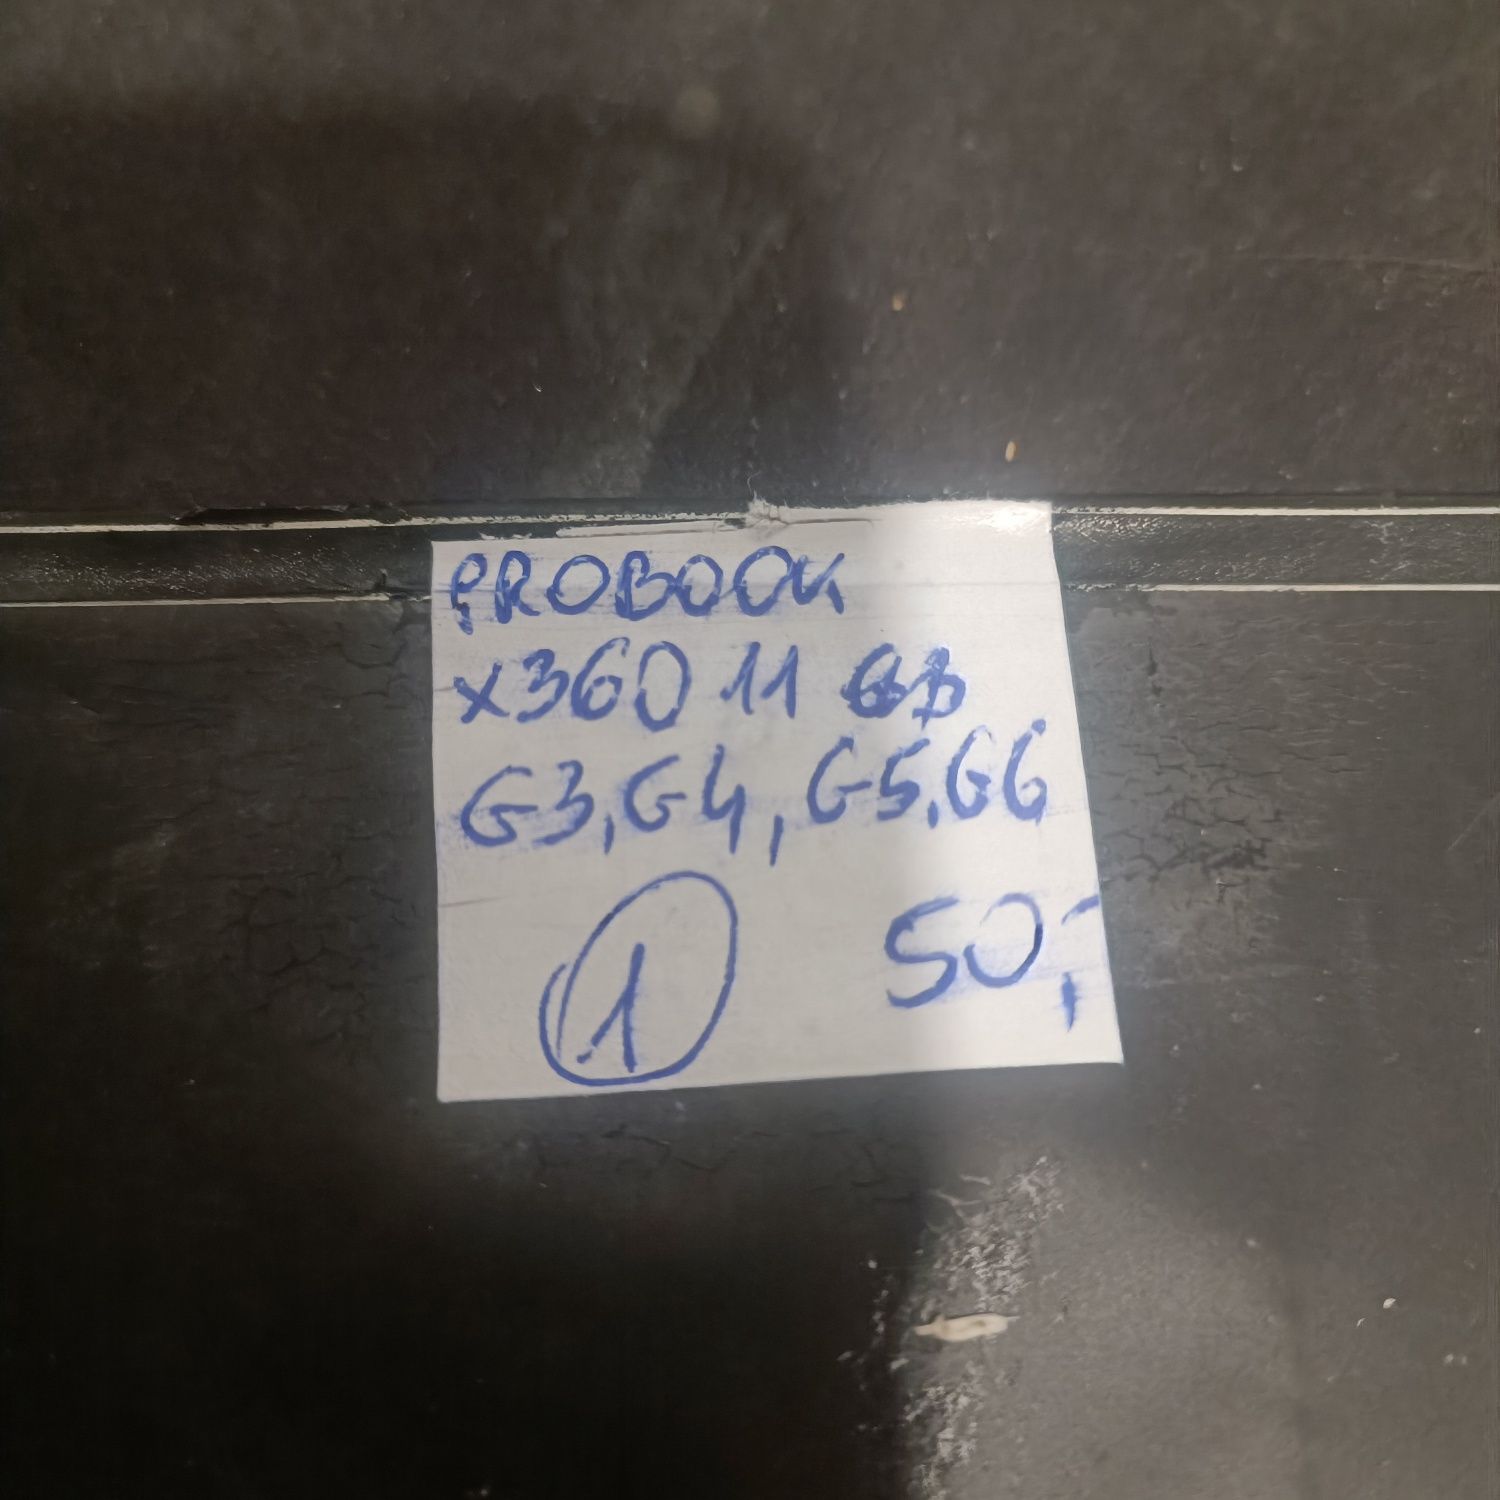 PROBOOK
x360 11
G3, G4, G5, G6
1 50,-